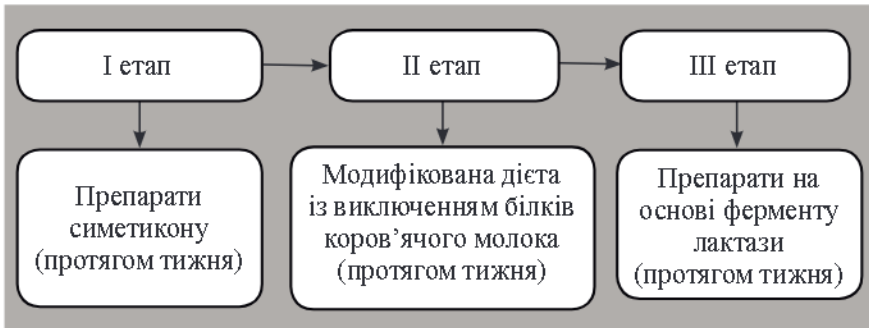 I етап
II етап
III етап
Препарати
симетикону
(протягом тижня)
Модифікована дієта
із виключенням білків
коров’ячого молока
(протягом тижня)
Препарати на
основі ферменту
лактази
(протягом тижня)